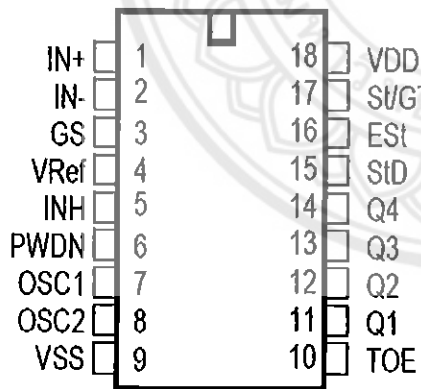 IN+ 1 18 VDD
IN- 2 17 St/GT
GS 3 16 ESt
VRef 4 15 StD
INH 5 14 Q4
PWDN 6 13 Q3
OSC1 7 12 Q2
OSC2 8 11 Q1
VSS 9 10 TOE